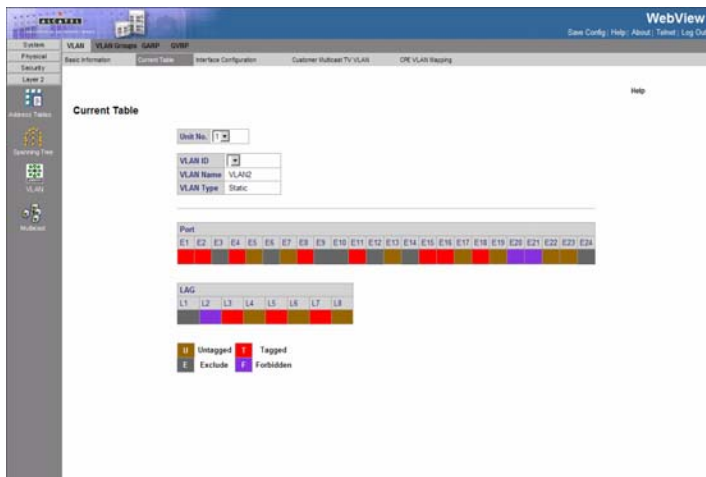 ALCATEL
WebView
Save Config | Help | About | Telnet | Log Out
System
Physical
Security
Layer 2
Address Tables
Spanning Tree
VLAN
Multicast
VLAN VLAN Groups GARP GVRP
Basic Information Current Table Interface Configuration Customer Multicast TV VLAN CPE VLAN Mapping
Help
Current Table
Unit No. 1
VLAN ID
VLAN Name VLAN2
VLAN Type Static
Port
E1 E2 E3 E4 E5 E6 E7 E8 E9 E10 E11 E12 E13 E14 E15 E16 E17 E18 E19 E20 E21 E22 E23 E24
LAG
L1 L2 L3 L4 L5 L6 L7 L8
U Untagged T Tagged
E Exclude F Forbidden